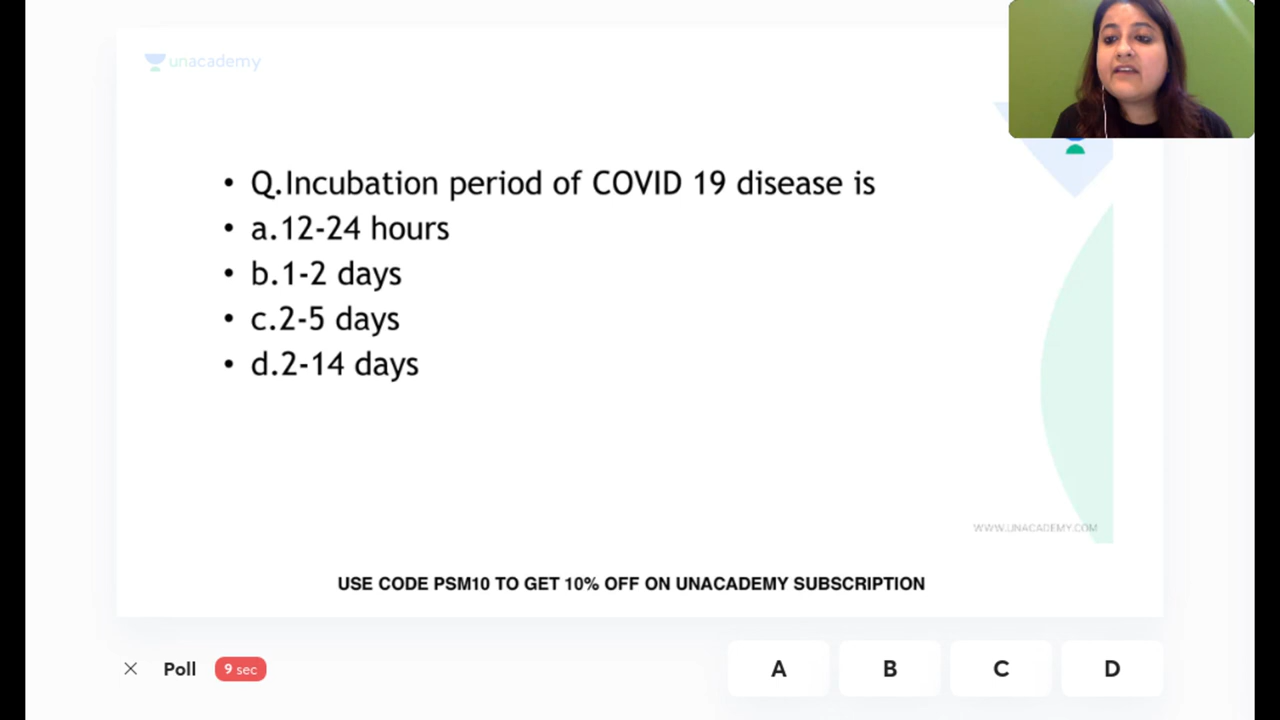 unacademy
• Q.Incubation period of COVID 19 disease is
• a.12-24 hours
• b.1-2 days
• c.2-5 days
• d.2-14 days
WWW.UNACADEMY.COM
USE CODE PSM10 TO GET 10% OFF ON UNACADEMY SUBSCRIPTION
Poll 9 sec A B C D